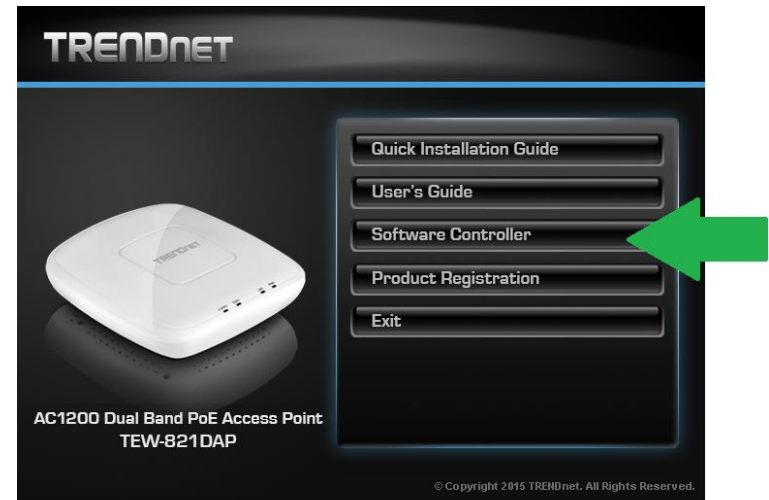 TRENDNET
Quick Installation Guide
User's Guide
Software Controller
Product Registration
Exit
TRENDNET
AC1200 Dual Band PoE Access Point
TEW-821DAP
© Copyright 2015 TRENDnet. All Rights Reserved.